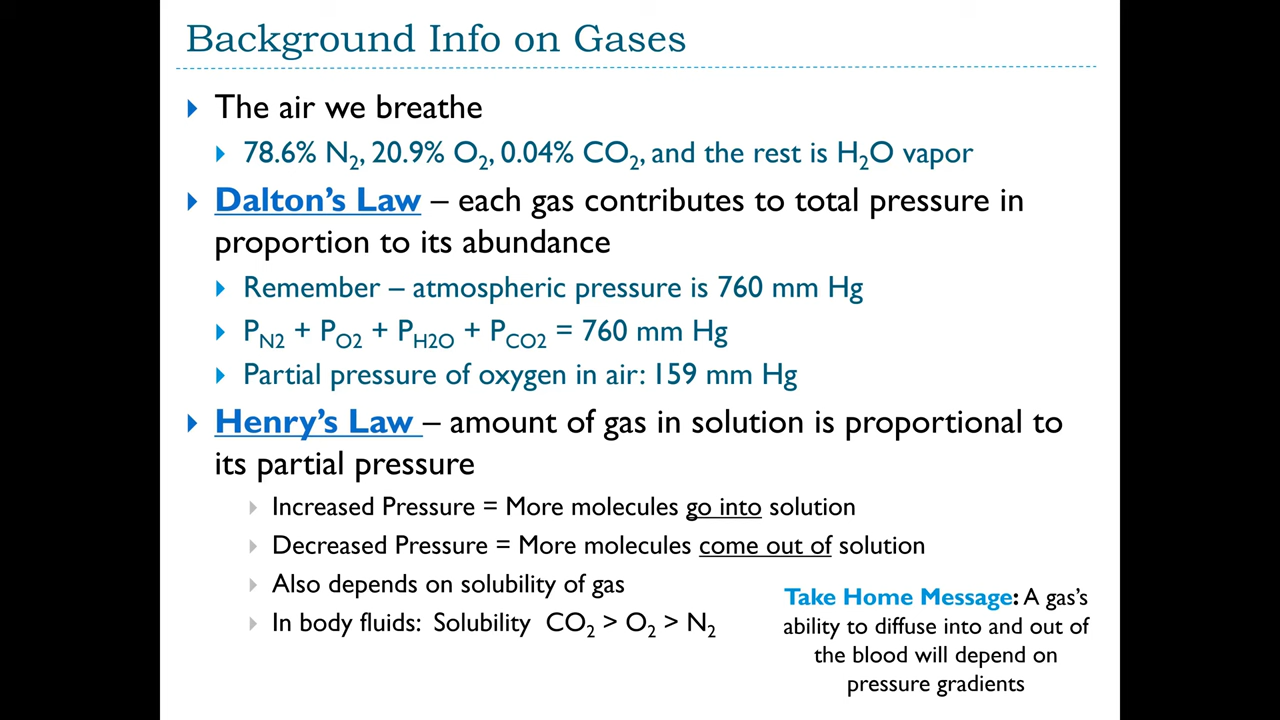 Background Info on Gases
The air we breathe
78.6% N₂, 20.9% O₂, 0.04% CO₂, and the rest is H₂O vapor
Dalton's Law – each gas contributes to total pressure in
proportion to its abundance
Remember – atmospheric pressure is 760 mm Hg
P_N2 + P_O2 + P_H2O + P_CO2 = 760 mm Hg
Partial pressure of oxygen in air: 159 mm Hg
Henry's Law – amount of gas in solution is proportional to
its partial pressure
Increased Pressure = More molecules go into solution
Decreased Pressure = More molecules come out of solution
Also depends on solubility of gas
In body fluids: Solubility CO₂ > O₂ > N₂
Take Home Message: A gas's
ability to diffuse into and out of
the blood will depend on
pressure gradients